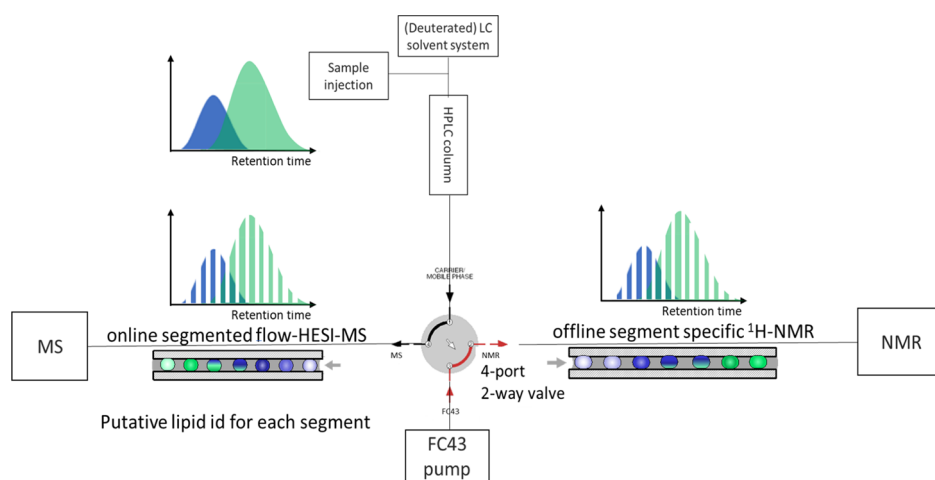 (Deuterated) LC
solvent system
Sample
injection
HPLC column
Retention time
CARRIER/
MOBILE PHASE
Retention time
Retention time
MS
online segmented flow-HESI-MS
MS
NMR
offline segment specific ¹H-NMR
NMR
4-port
2-way valve
FC43
Putative lipid id for each segment
FC43
pump